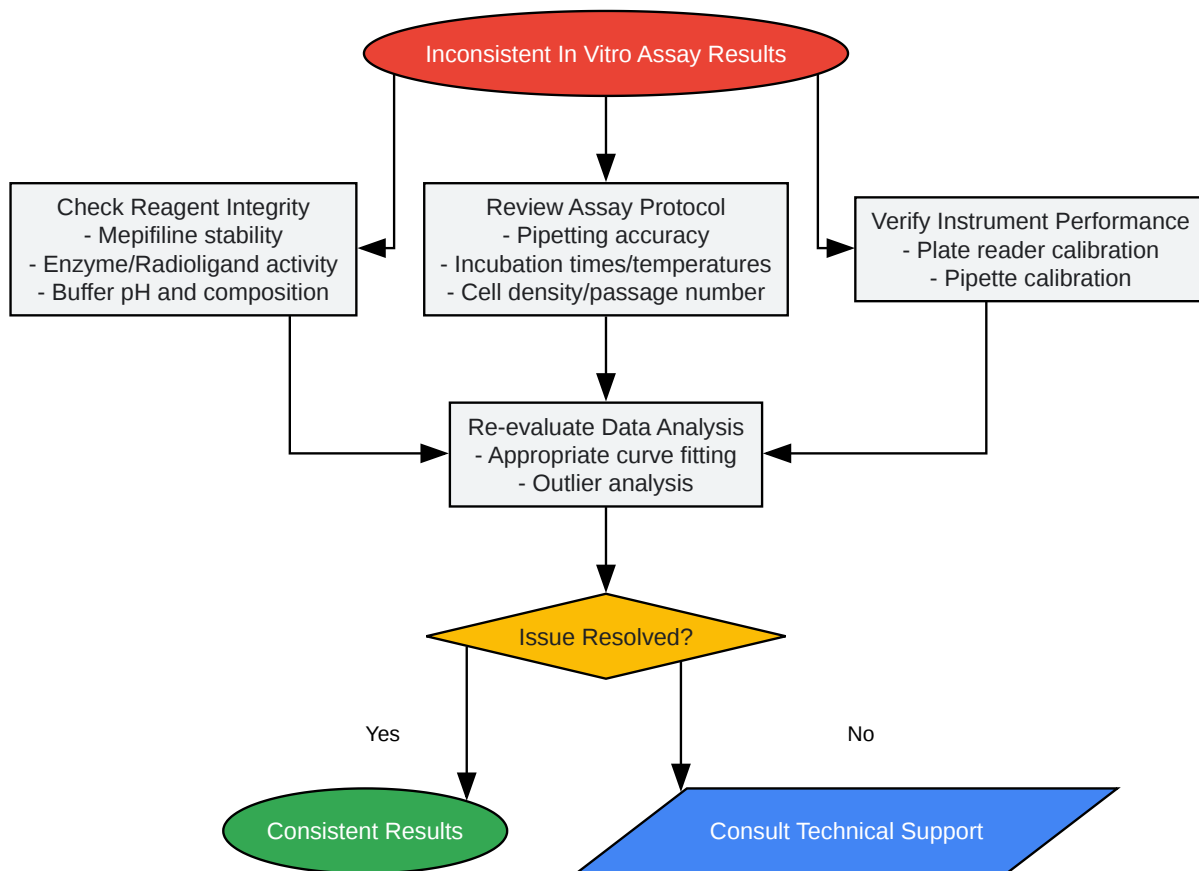 Inconsistent In Vitro Assay Results
Check Reagent Integrity
- Mepifiline stability
- Enzyme/Radioligand activity
- Buffer pH and composition
Review Assay Protocol
- Pipetting accuracy
- Incubation times/temperatures
- Cell density/passage number
Verify Instrument Performance
- Plate reader calibration
- Pipette calibration
Re-evaluate Data Analysis
- Appropriate curve fitting
- Outlier analysis
Issue Resolved?
Yes
No
Consistent Results
Consult Technical Support